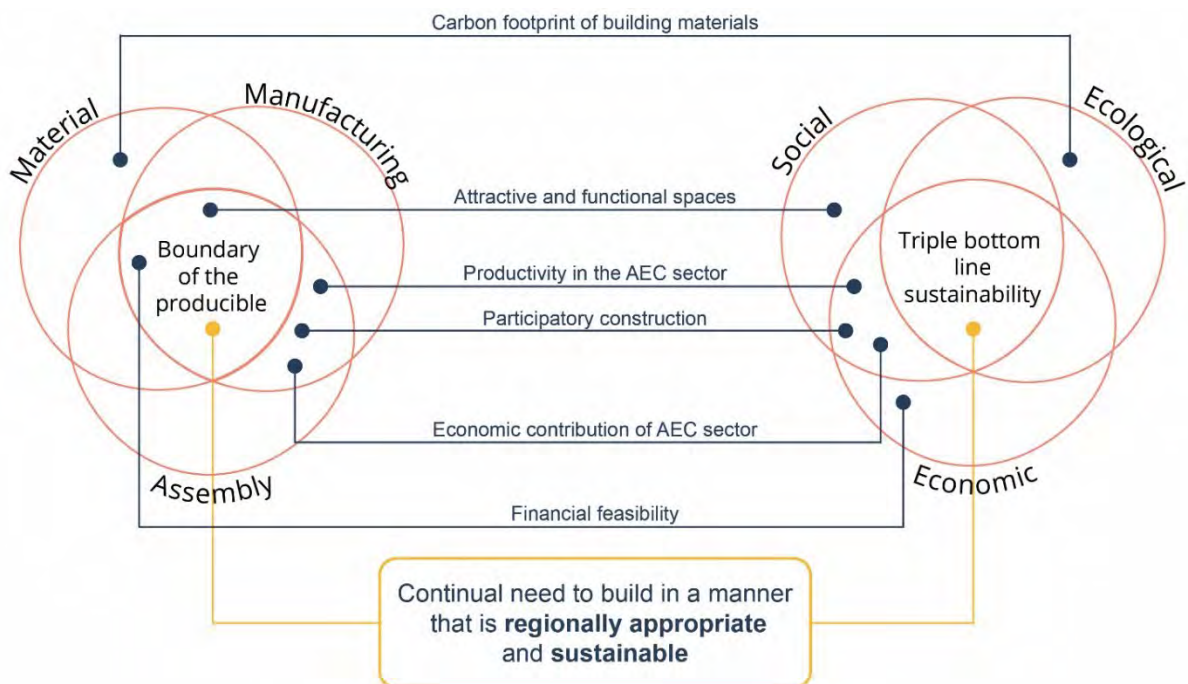 Carbon footprint of building materials
Material
Manufacturing
Social
Ecological
Attractive and functional spaces
Boundary
of the
producible
Triple bottom
line
sustainability
Productivity in the AEC sector
Participatory construction
Economic contribution of AEC sector
Assembly
Economic
Financial feasibility
Continual need to build in a manner
that is regionally appropriate
and sustainable